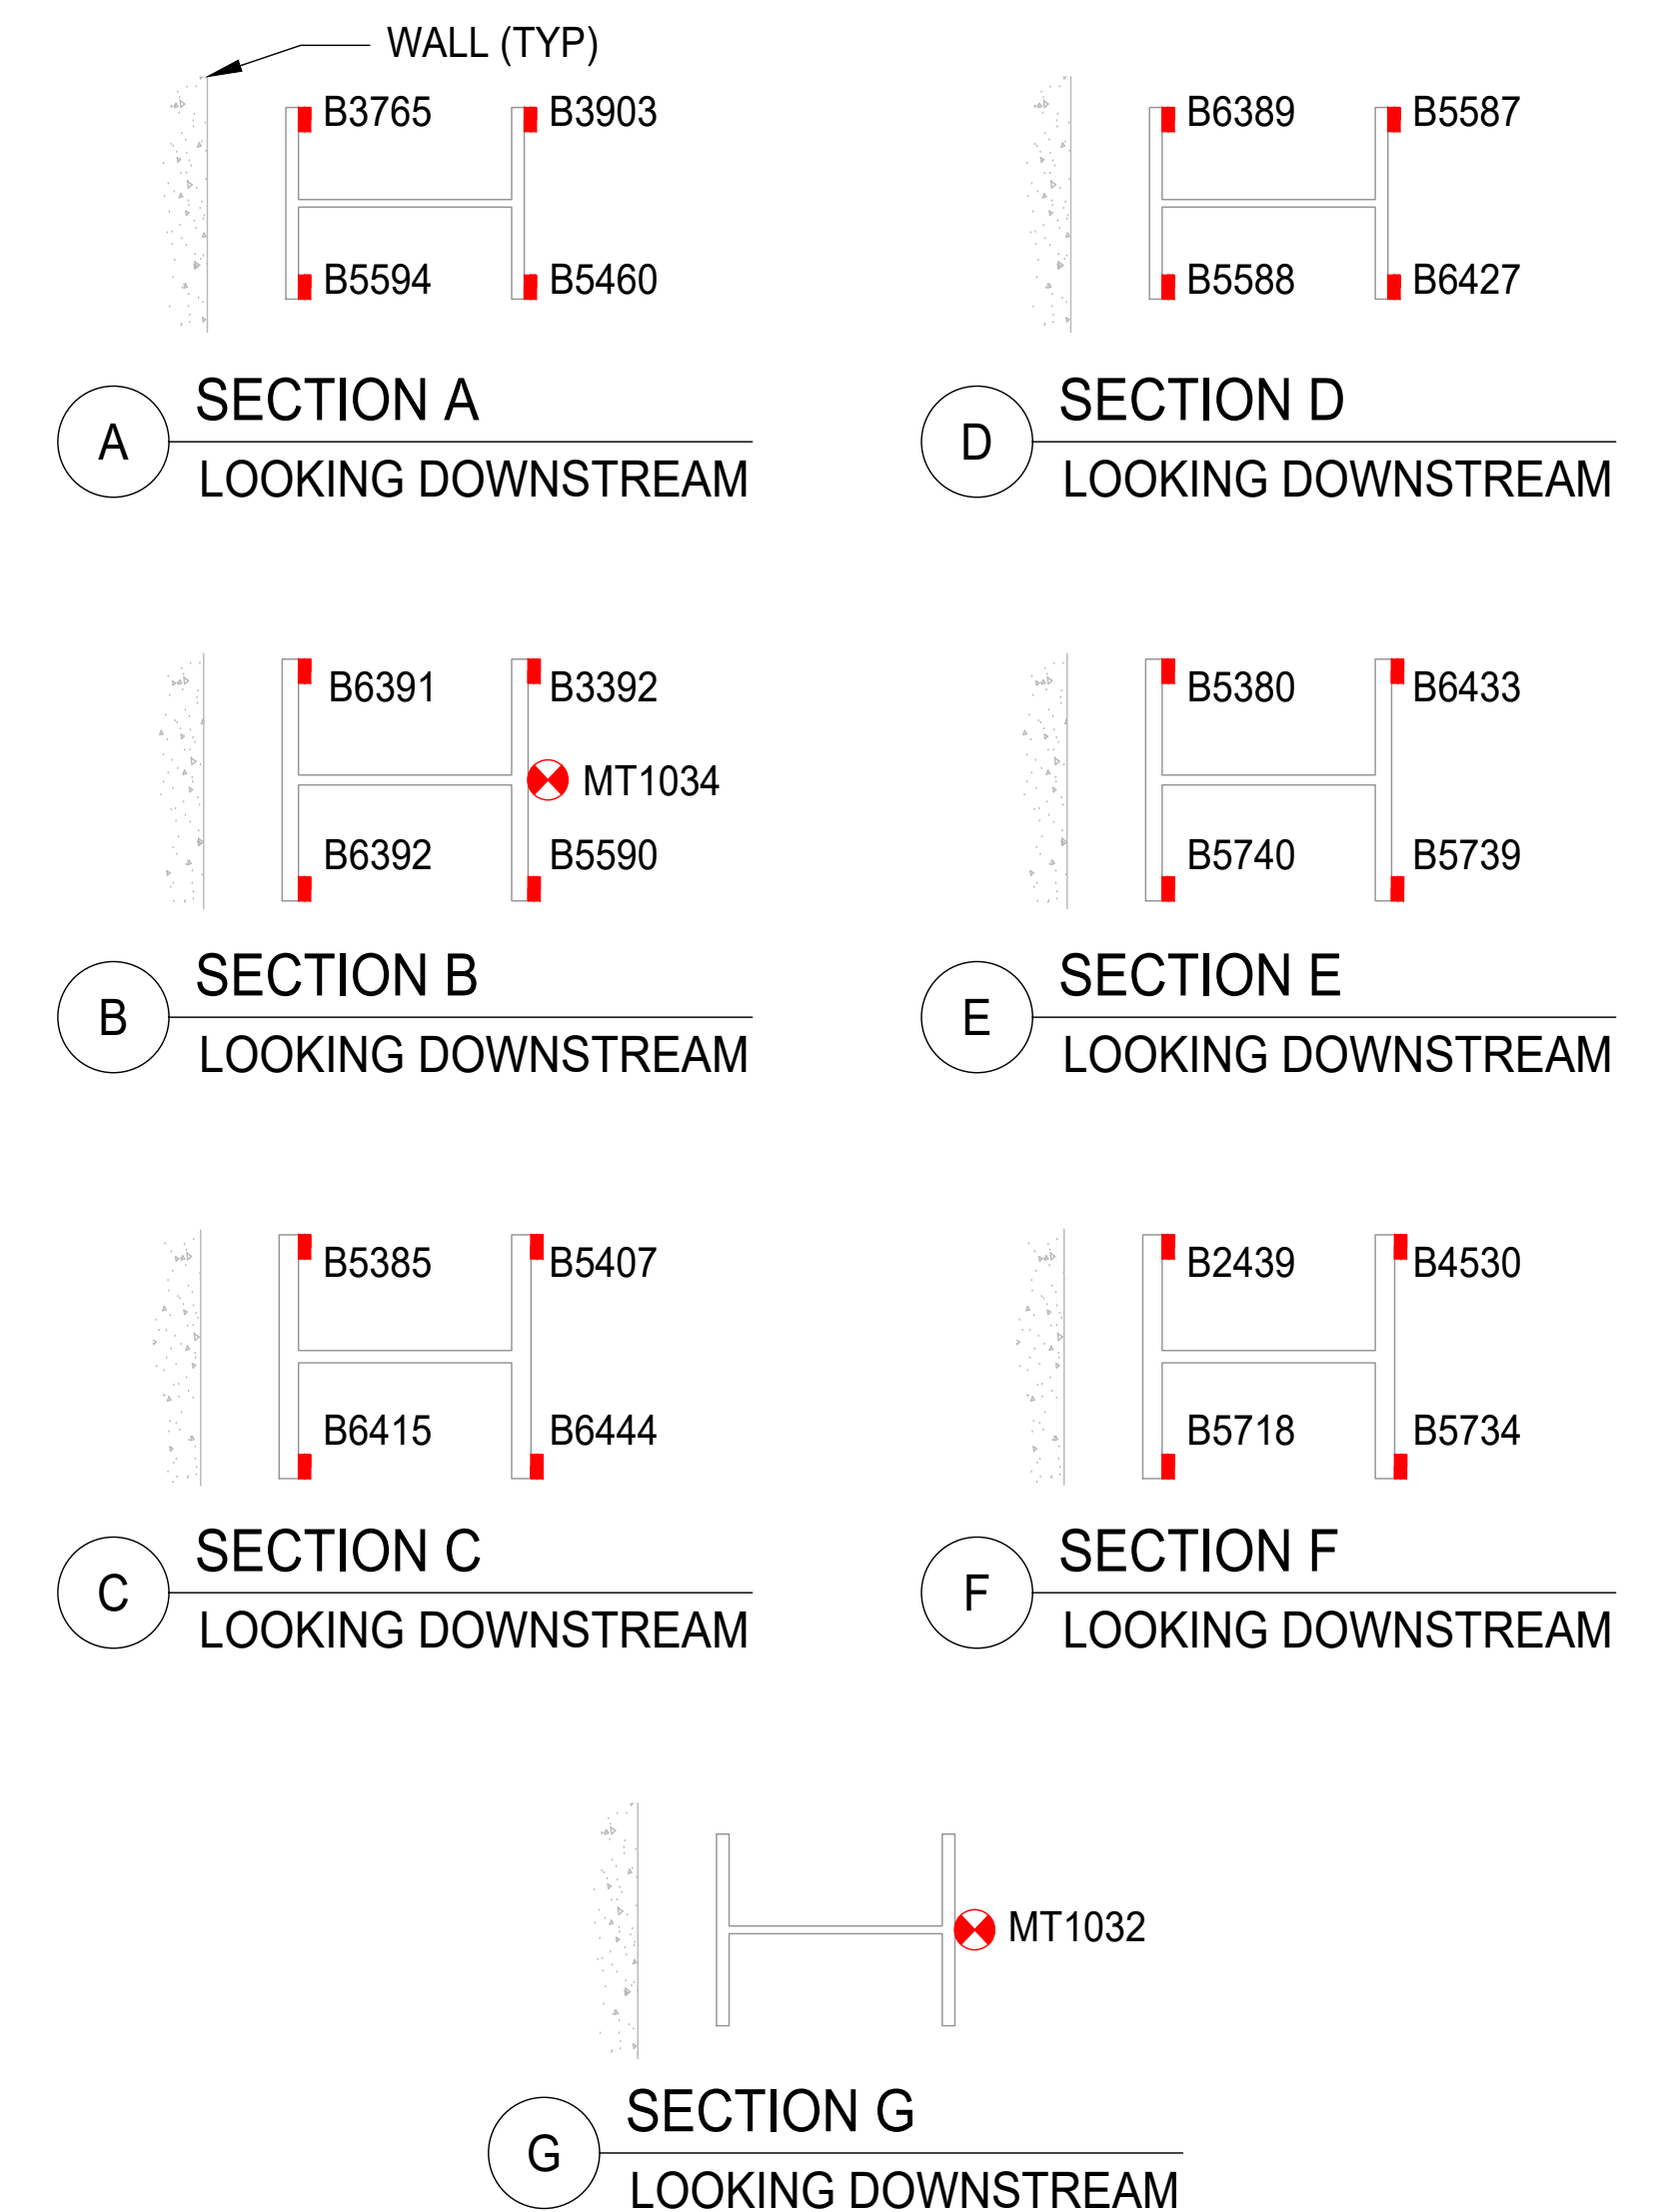 WALL (TYP)
B3765 B3903
B5594 B5460
A
SECTION A
LOOKING DOWNSTREAM
B6389 B5587
B5588 B6427
D
SECTION D
LOOKING DOWNSTREAM
B6391 B3392
MT1034
B6392 B5590
B
SECTION B
LOOKING DOWNSTREAM
B5380 B6433
B5740 B5739
E
SECTION E
LOOKING DOWNSTREAM
B5385 B5407
B6415 B6444
C
SECTION C
LOOKING DOWNSTREAM
B2439 B4530
B5718 B5734
F
SECTION F
LOOKING DOWNSTREAM
MT1032
G
SECTION G
LOOKING DOWNSTREAM